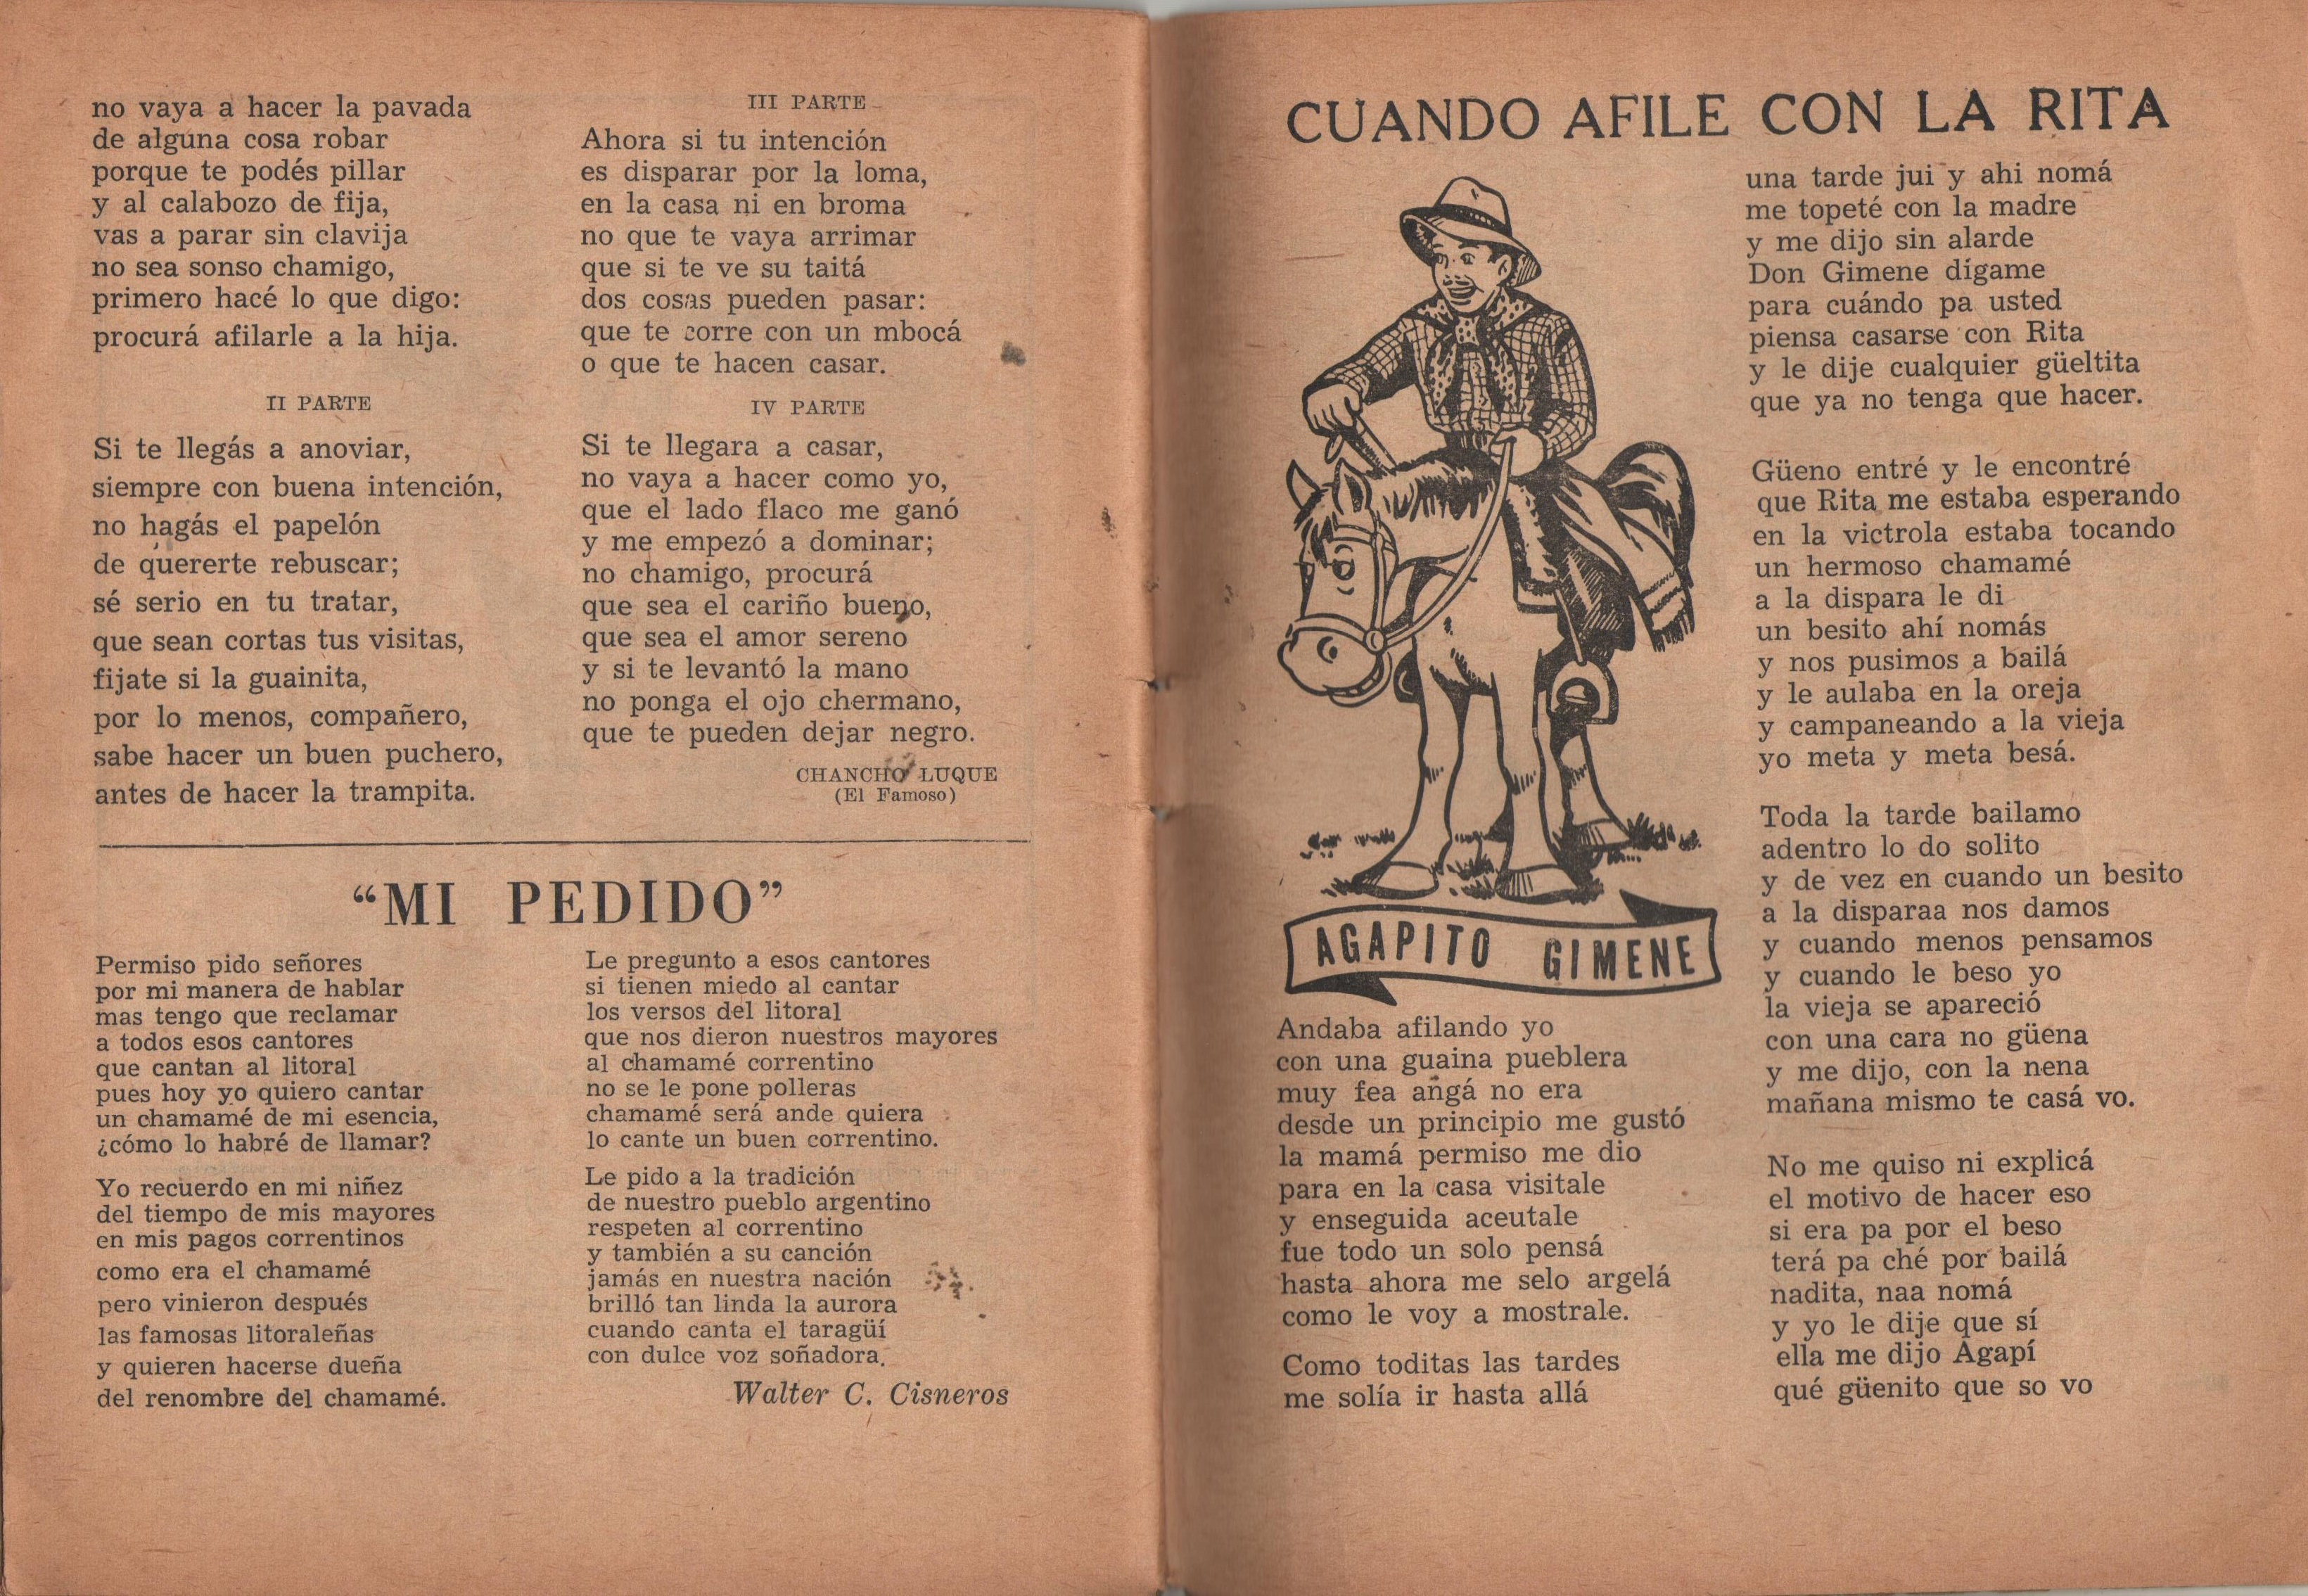 no vaya a hacer la pavada
de alguna cosa robar
porque te podés pillar
y al calabozo de fija,
vas a parar sin clavija
no sea sonso chamigo,
primero hacé lo que digo:
procurá afilarle a la hija.
II PARTE
Si te llegás a anoviar,
siempre con buena intención,
no hagás el papelón
de quererte rebuscar;
sé serio en tu tratar,
que sean cortas tus visitas,
fijate si la guainita,
por lo menos, compañero,
sabe hacer un buen puchero,
antes de hacer la trampita.
III PARTE
Ahora si tu intención
es disparar por la loma,
en la casa ni en broma
no que te vaya arrimar
que si te ve su taitá
dos cosas pueden pasar:
que te corre con un mbocá
o que te hacen casar.
IV PARTE
Si te llegara a casar,
no vaya a hacer como yo,
que el lado flaco me ganó
y me empezó a dominar;
no chamigo, procurá
que sea el cariño bueno,
que sea el amor sereno
y si te levantó la mano
no ponga el ojo chermano,
que te pueden dejar negro.
CHANCHO LUQUE
(El Famoso)
“MI PEDIDO”
Permiso pido señores
por mi manera de hablar
mas tengo que reclamar
a todos esos cantores
que cantan al litoral
pues hoy yo quiero cantar
un chamamé de mi esencia,
¿cómo lo habré de llamar?
Yo recuerdo en mi niñez
del tiempo de mis mayores
en mis pagos correntinos
como era el chamamé
pero vinieron después
las famosas litoraleñas
y quieren hacerse dueña
del renombre del chamamé.
Le pregunto a esos cantores
si tienen miedo al cantar
los versos del litoral
que nos dieron nuestros mayores
al chamamé correntino
no se le pone polleras
chamamé será ande quiera
lo cante un buen correntino.
Le pido a la tradición
de nuestro pueblo argentino
respeten al correntino
y también a su canción
jamás en nuestra nación
brilló tan linda la aurora
cuando canta el taragüí
con dulce voz soñadora.
Walter C. Cisneros
CUANDO AFILE CON LA RITA
AGAPITO GIMENE
Andaba afilando yo
con una guaina pueblera
muy fea angá no era
desde un principio me gustó
la mamá permiso me dio
para en la casa visitale
y enseguida aceutale
fue todo un solo pensá
hasta ahora me selo argelá
como le voy a mostrale.
Como toditas las tardes
me solía ir hasta allá
una tarde jui y ahi nomá
me topeté con la madre
y me dijo sin alarde
Don Gimene dígame
para cuándo pa usted
piensa casarse con Rita
y le dije cualquier güeltita
que ya no tenga que hacer.
Güeno entré y le encontré
que Rita me estaba esperando
en la victrola estaba tocando
un hermoso chamamé
a la dispara le di
un besito ahí nomás
y nos pusimos a bailá
y le aulaba en la oreja
y campaneando a la vieja
yo meta y meta besá.
Toda la tarde bailamo
adentro lo do solito
y de vez en cuando un besito
a la disparaa nos damos
y cuando menos pensamos
y cuando le beso yo
la vieja se apareció
con una cara no güena
y me dijo, con la nena
mañana mismo te casá vo.
No me quiso ni explicá
el motivo de hacer eso
si era pa por el beso
terá pa ché por bailá
nadita, naa nomá
y yo le dije que sí
ella me dijo Agapí
qué güenito que so vo